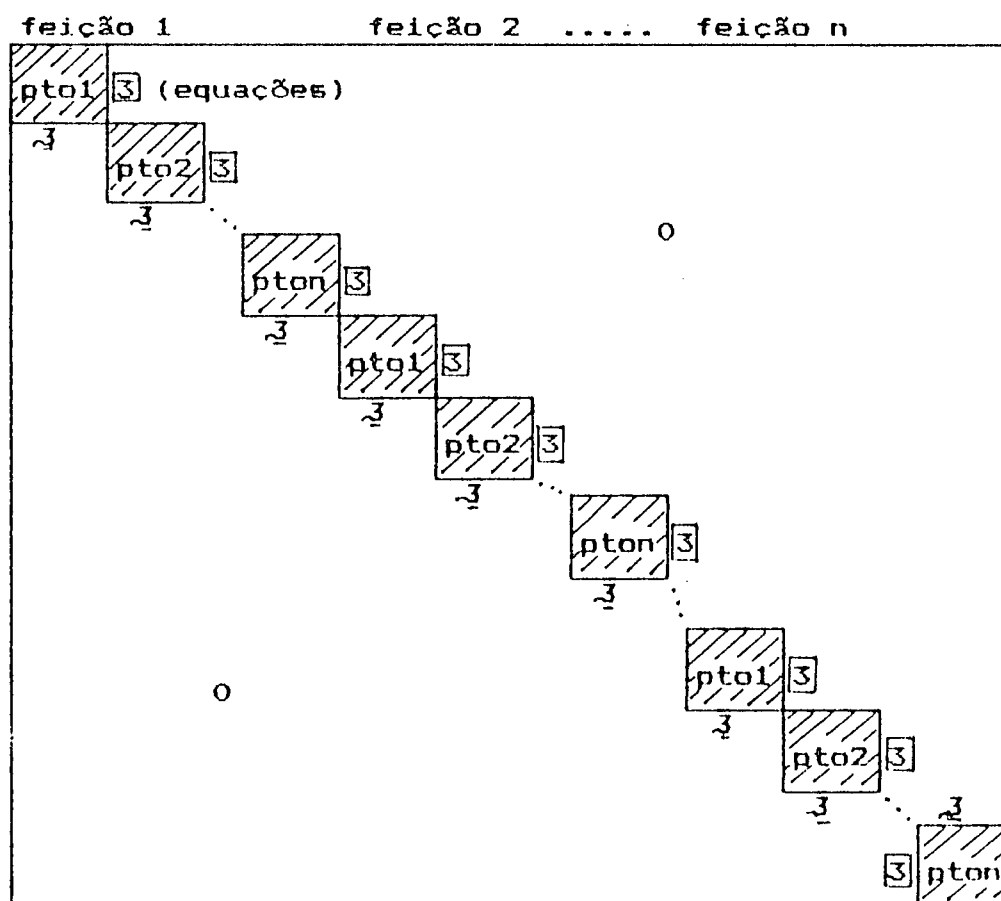 feição 1 feição 2 ..... feição n
pto1 3 (equações)
3
pto2 3
3
0
pton 3
3
pto1 3
3
pto2 3
3
pton 3
3
pto1 3
0
3
pto2 3
3
3
3 pton